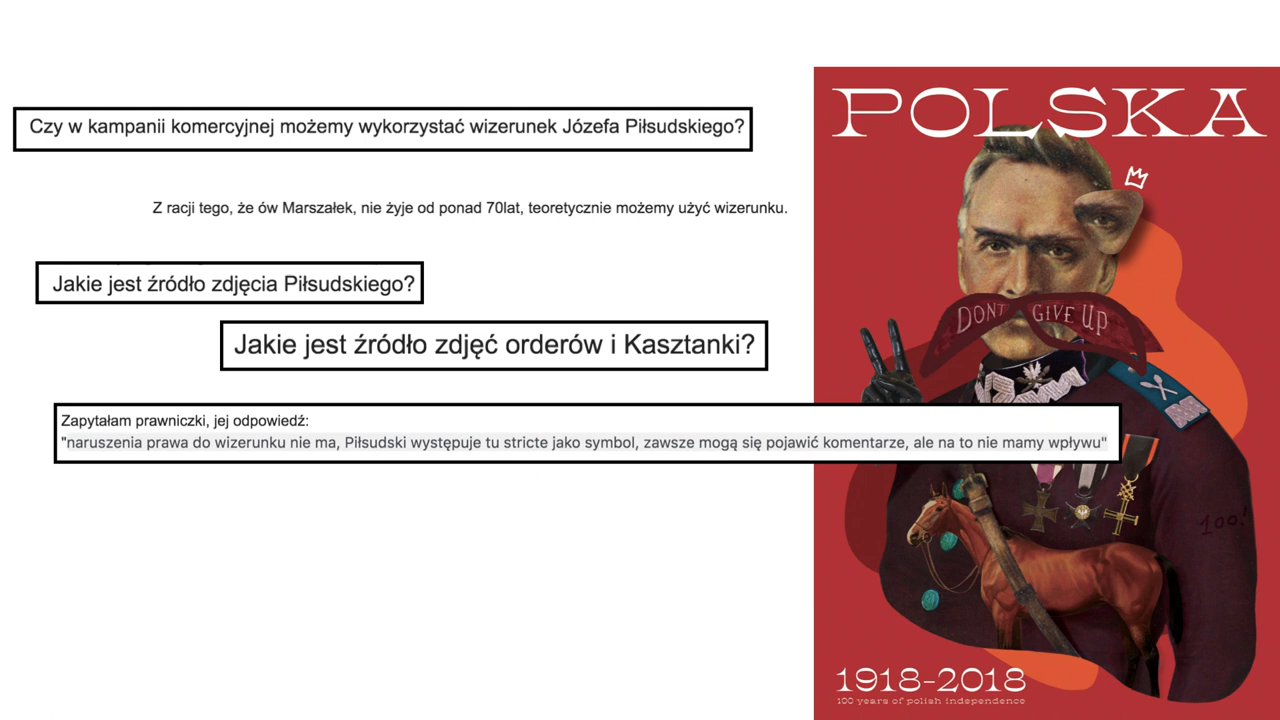 Czy w kampanii komercyjnej możemy wykorzystać wizerunek Józefa Piłsudskiego?
Z racji tego, że ów Marszałek, nie żyje od ponad 70lat, teoretycznie możemy użyć wizerunku.
Jakie jest źródło zdjęcia Piłsudskiego?
Jakie jest źródło zdjęć orderów i Kasztanki?
Zapytałam prawniczki, jej odpowiedź:
"naruszenia prawa do wizerunku nie ma, Piłsudski występuje tu stricte jako symbol, zawsze mogą się pojawić komentarze, ale na to nie mamy wpływu"
POLSKA
DONT GIVE UP
100!
1918-2018
100 years of polish independence